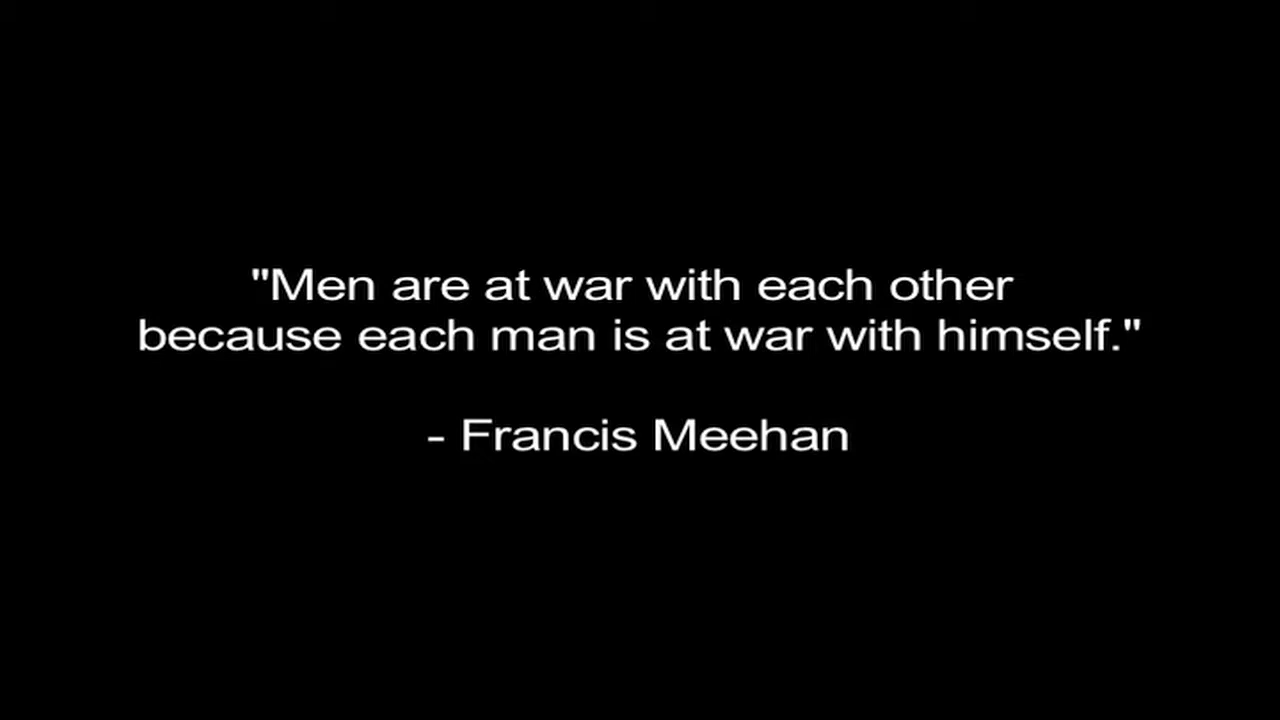 "Men are at war with each other
because each man is at war with himself."
- Francis Meehan